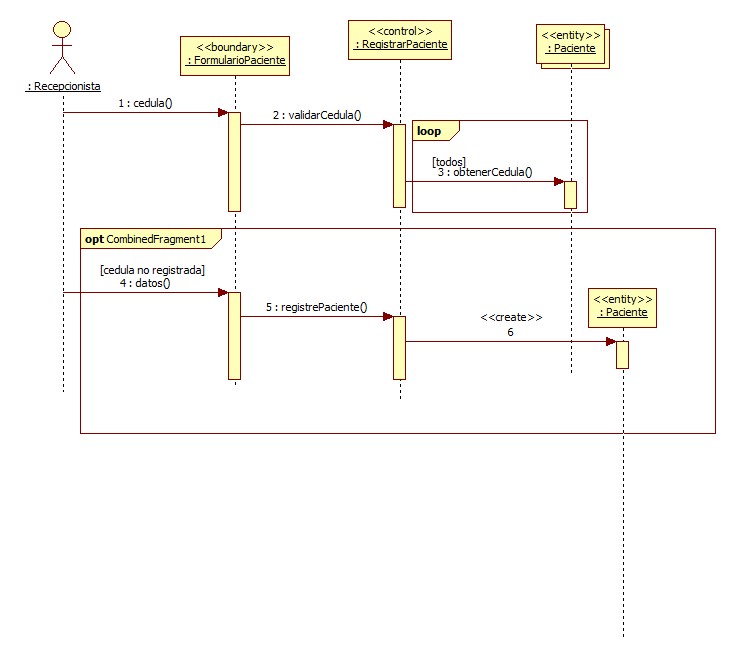 : Recepcionista
<<boundary>>
: FormularioPaciente
<<control>>
: RegistrarPaciente
<<entity>>
: Paciente
1 : cedula()
2 : validarCedula()
loop
[todos]
3 : obtenerCedula()
opt CombinedFragment1
[cedula no registrada]
4 : datos()
5 : registrePaciente()
<<create>>
6
<<entity>>
: Paciente